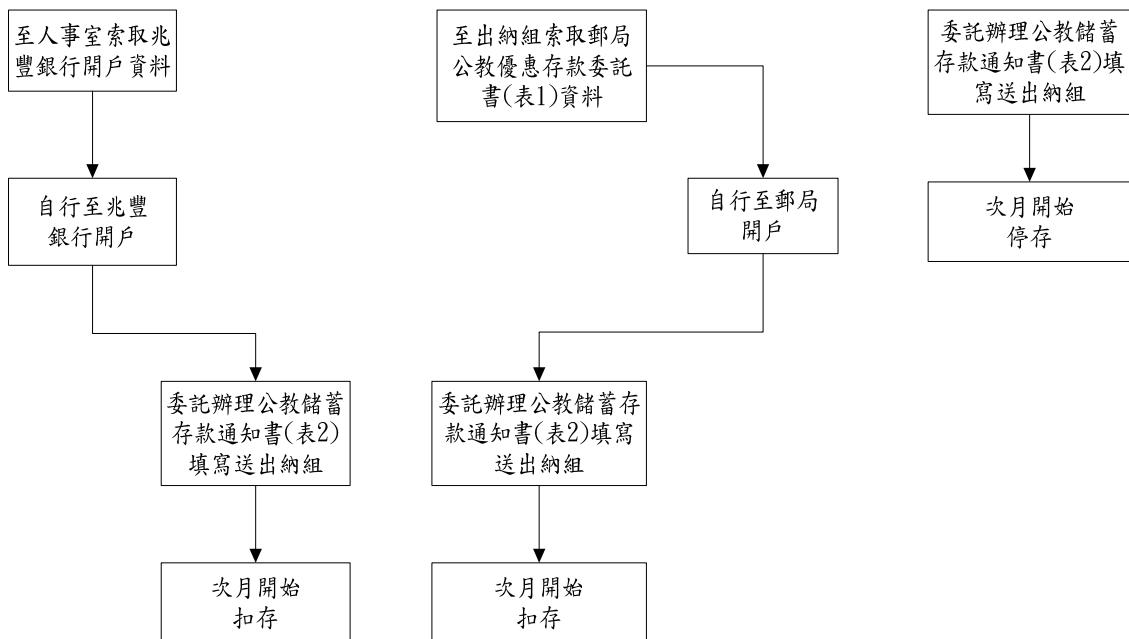 至人事室索取兆
豐銀行開戶資料
自行至兆豐
銀行開戶
委託辦理公教儲蓄
存款通知書(表2)
填寫送出納組
次月開始
扣存
至出納組索取郵局
公教優惠存款委託
書(表1)資料
自行至郵局
開戶
委託辦理公教儲蓄存
款通知書(表2)填寫
送出納組
次月開始
扣存
委託辦理公教儲蓄
存款通知書(表2)填
寫送出納組
次月開始
停存